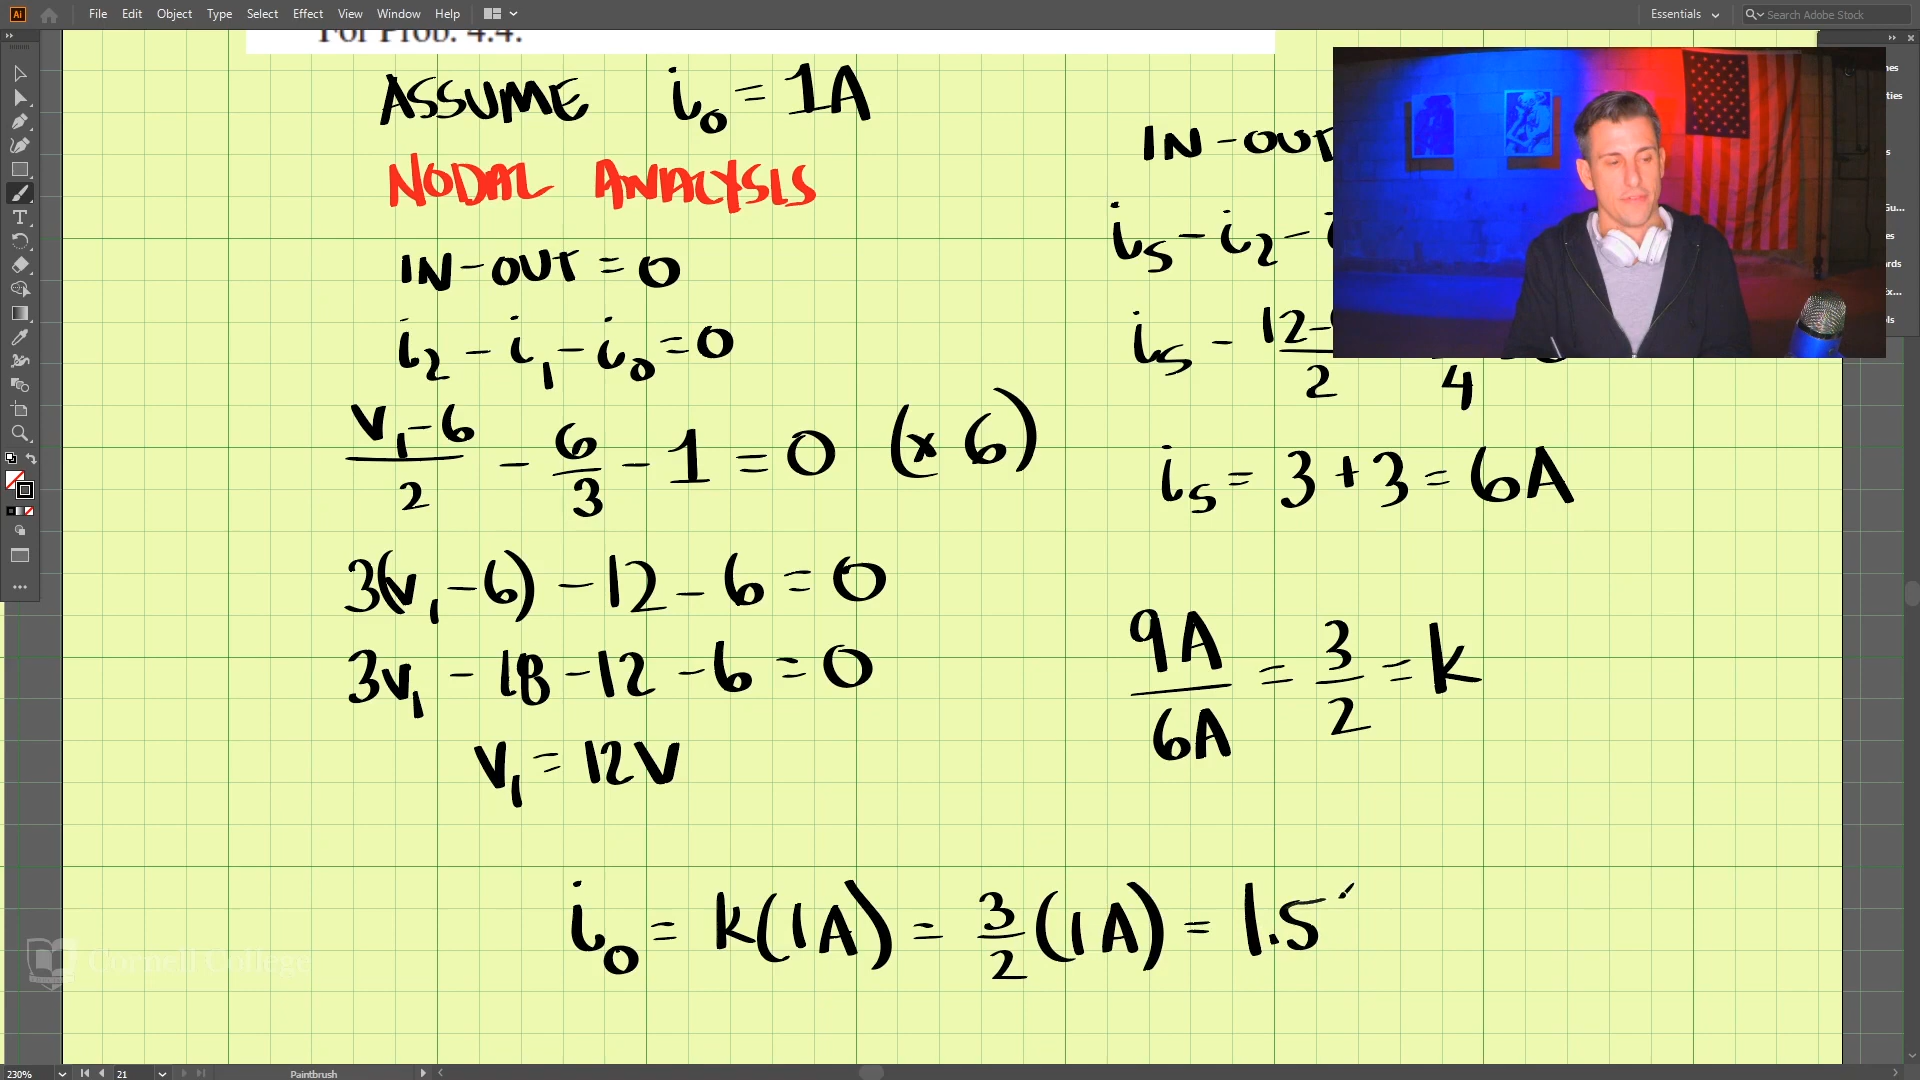 Ai File Edit Object Type Select Effect View Window Help Essentials Search Adobe Stock
For Prob. 4.4.
ASSUME i₀ = 1A
NODAL ANALYSIS
IN-OUT = 0
i₂ - i₁ - i₀ = 0
(v₁-6)/2 - 6/3 - 1 = 0 (× 6)
3(v₁ - 6) - 12 - 6 = 0
3v₁ - 18 - 12 - 6 = 0
v₁ = 12V
IN-OUT
iₛ - i₂ -
iₛ - 12-
2 4
iₛ = 3 + 3 = 6A
9A/6A = 3/2 = k
i₀ = k(1A) = 3/2 (1A) = 1.5
Cornell College
230% 21 Paintbrush